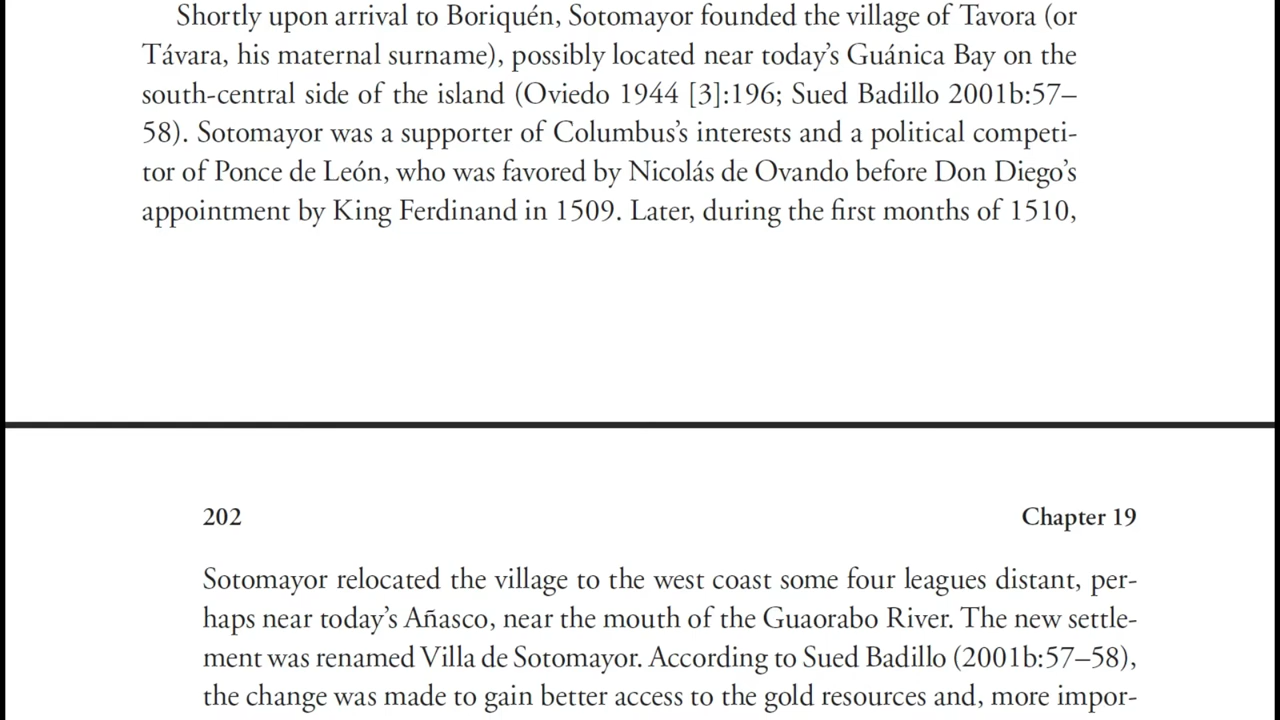 Shortly upon arrival to Boriquén, Sotomayor founded the village of Tavora (or
Távara, his maternal surname), possibly located near today's Guánica Bay on the
south-central side of the island (Oviedo 1944 [3]:196; Sued Badillo 2001b:57–
58). Sotomayor was a supporter of Columbus's interests and a political competi-
tor of Ponce de León, who was favored by Nicolás de Ovando before Don Diego's
appointment by King Ferdinand in 1509. Later, during the first months of 1510,
202 Chapter 19
Sotomayor relocated the village to the west coast some four leagues distant, per-
haps near today's Añasco, near the mouth of the Guaorabo River. The new settle-
ment was renamed Villa de Sotomayor. According to Sued Badillo (2001b:57–58),
the change was made to gain better access to the gold resources and, more impor-